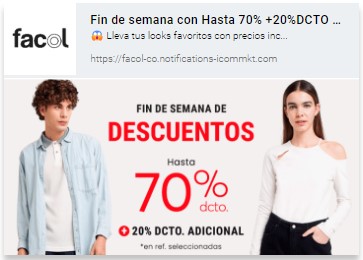 facol
Fin de semana con Hasta 70% +20%DCTO ...
😱 Lleva tus looks favoritos con precios inc...
https://facol-co.notifications-icommkt.com
FIN DE SEMANA DE
DESCUENTOS
Hasta
70%
dcto.
+ 20% DCTO. ADICIONAL
*en ref. seleccionadas